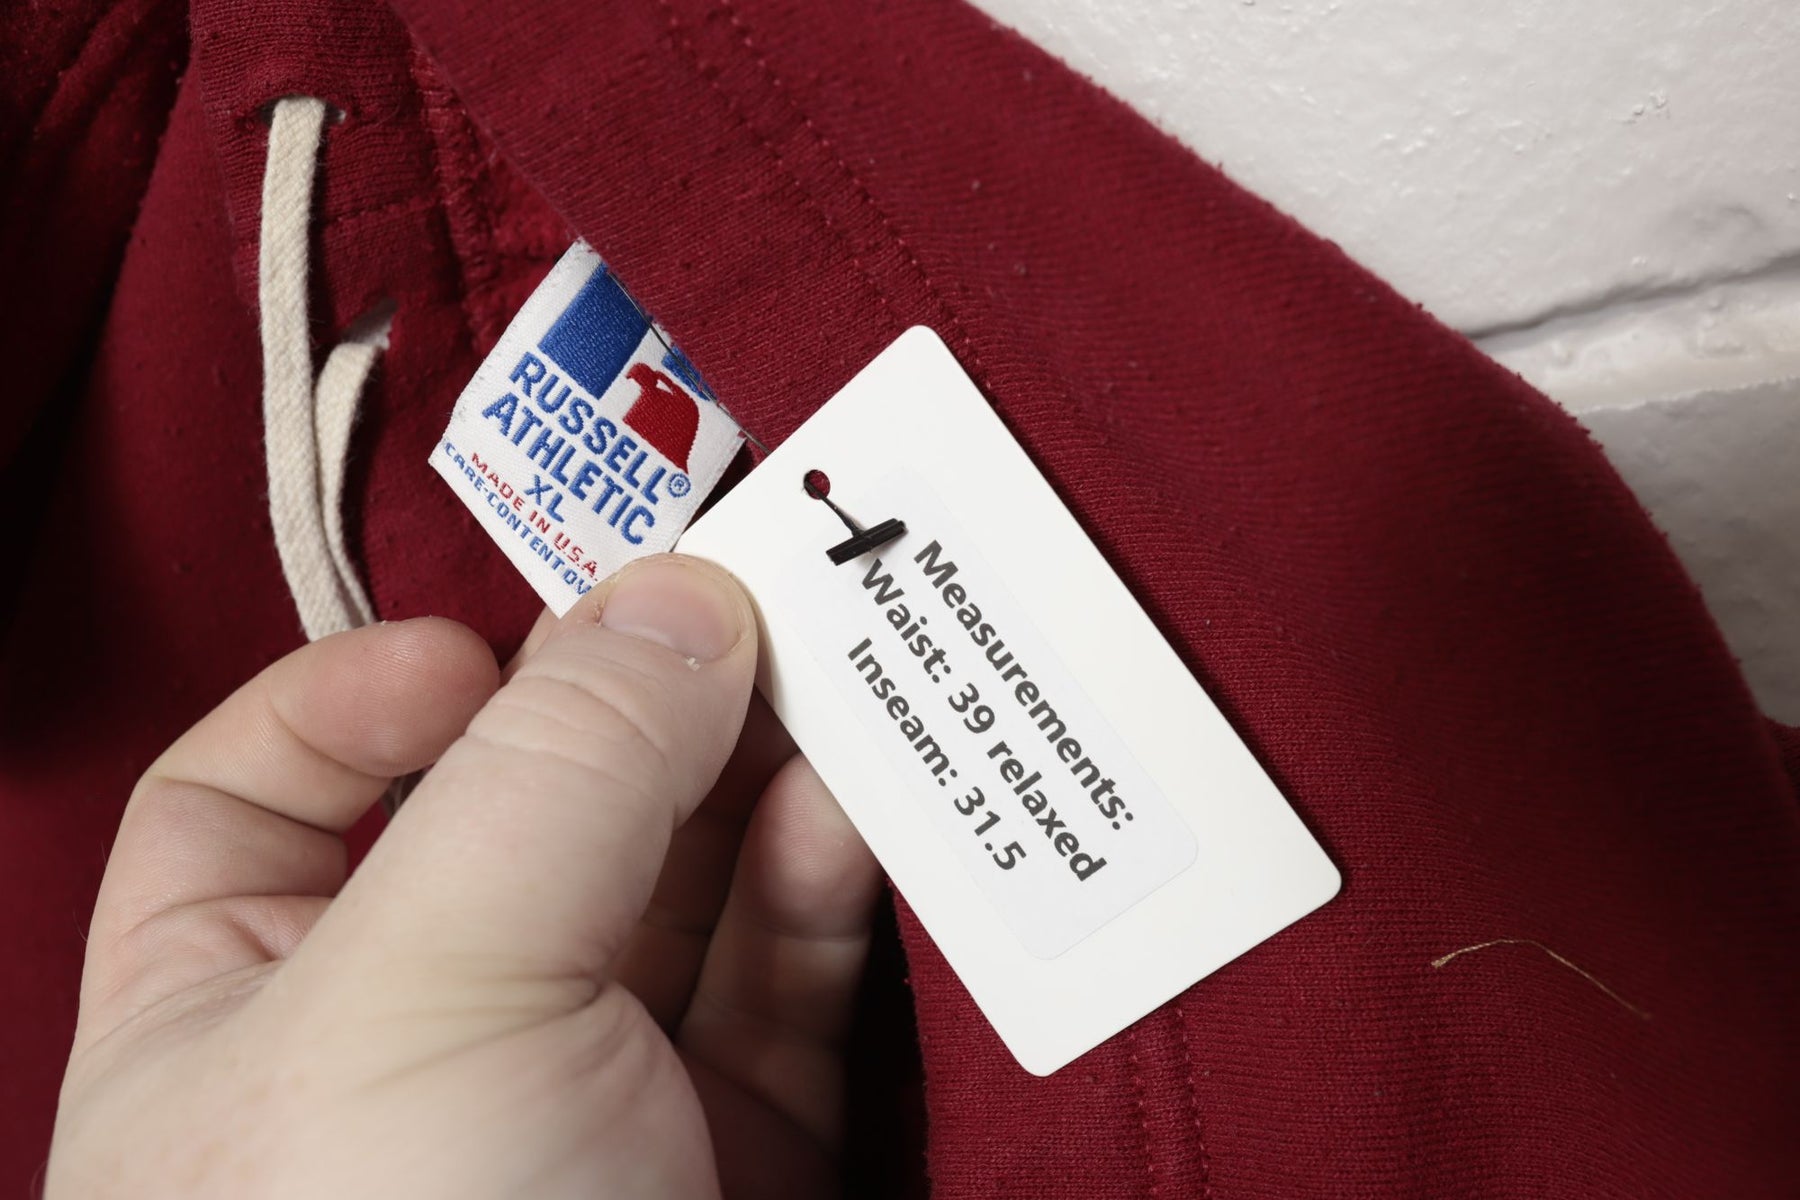 RUSSELL®
ATHLETIC
XL
MADE IN U.S.A.
Measurements:
Waist: 39 relaxed
Inseam: 31.5